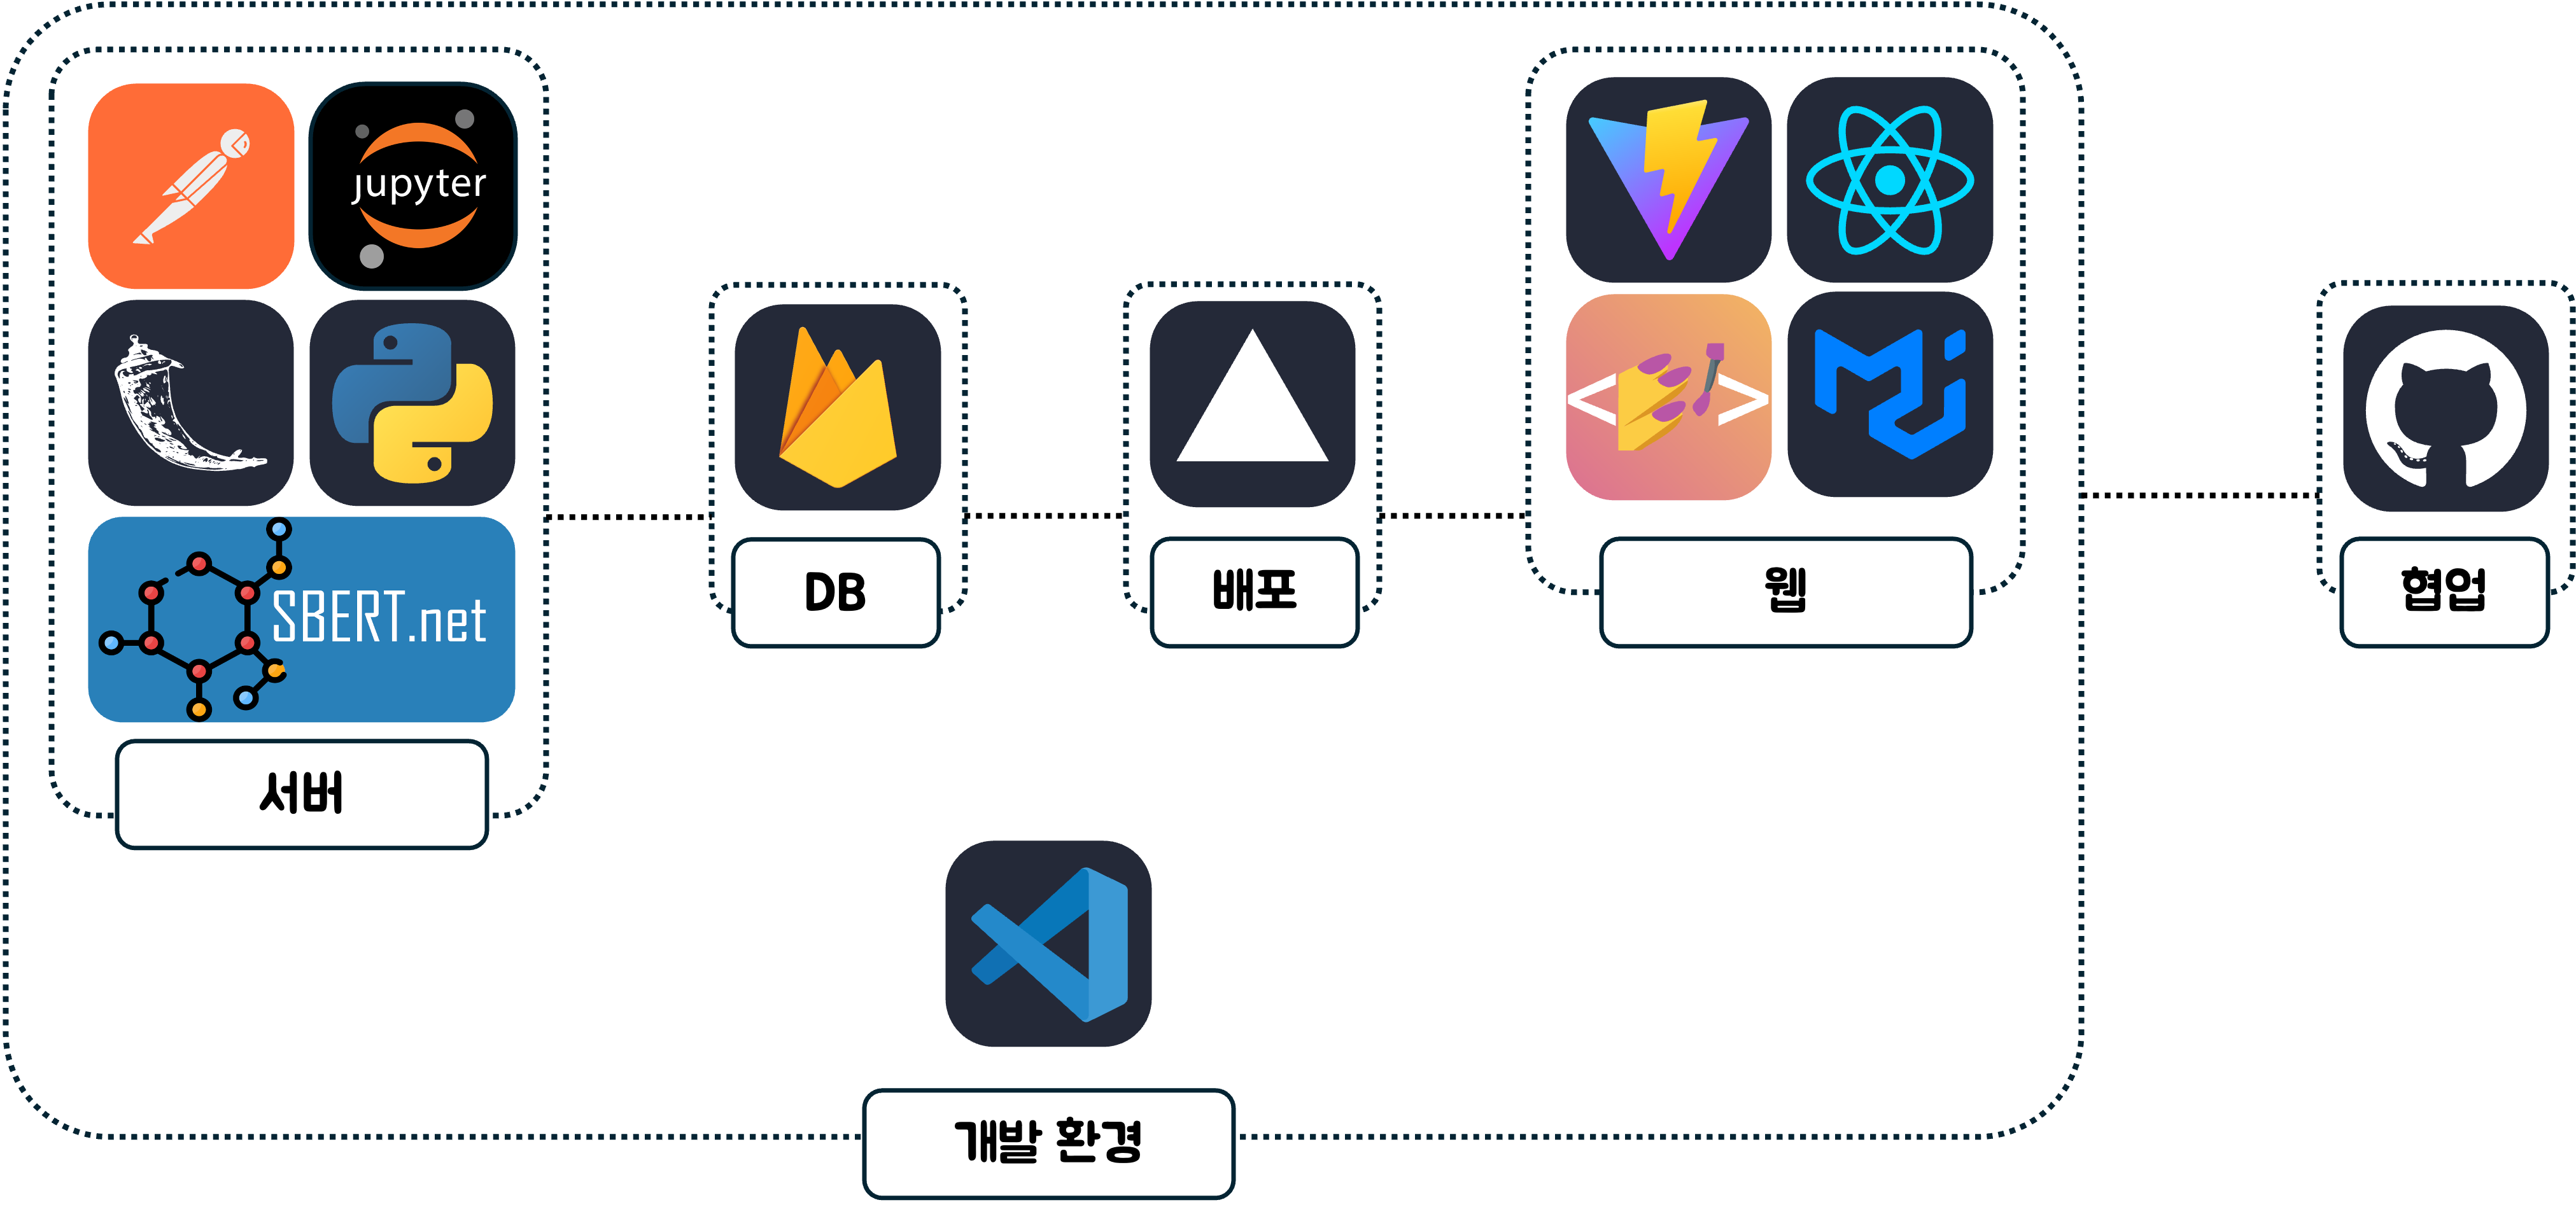 jupyter
SBERT.net
서버
DB
배포
< >
웹
협업
개발 환경